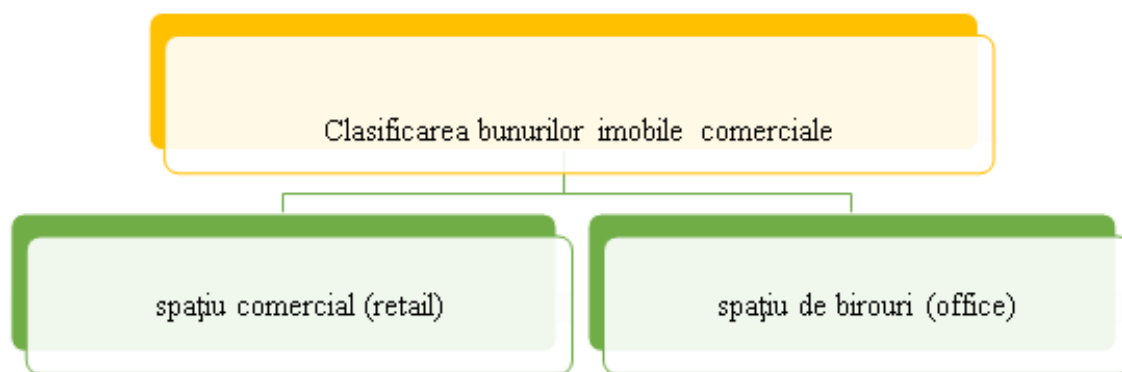 Clasificarea bunurilor imobile comerciale
spaţiu comercial (retail)
spaţiu de birouri (office)